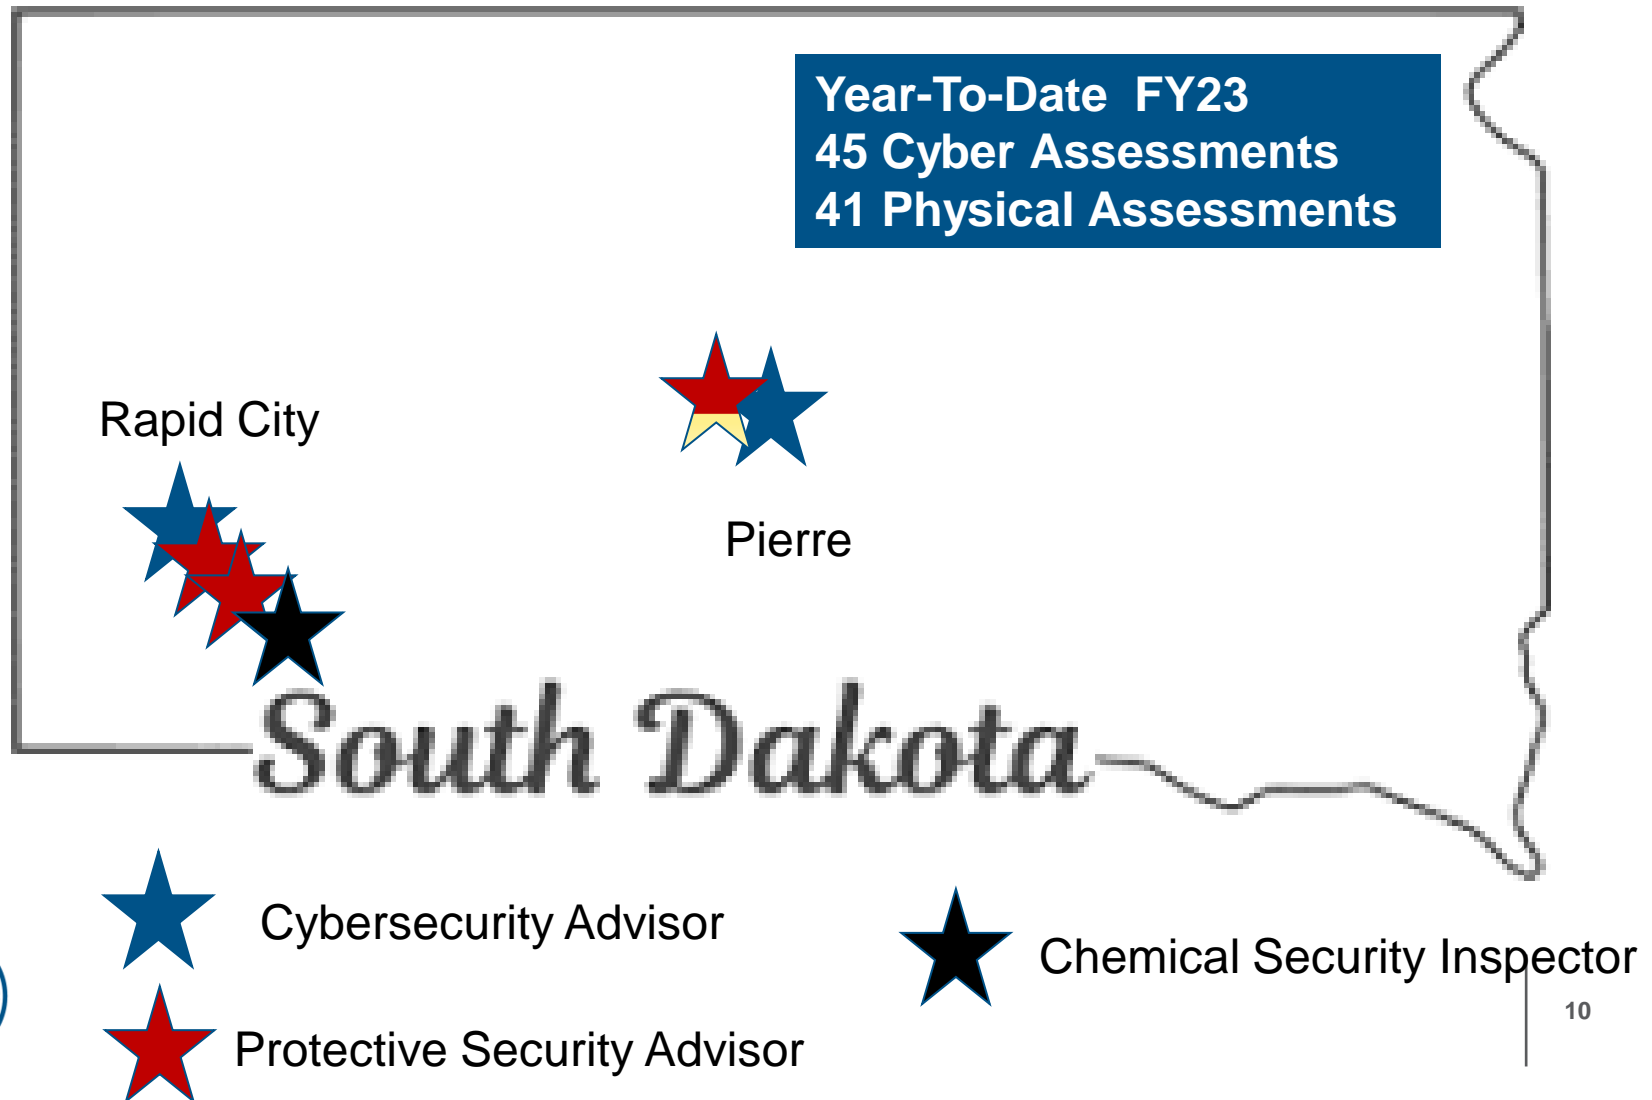 Year-To-Date FY23
45 Cyber Assessments
41 Physical Assessments
Rapid City
Pierre
South Dakota
Cybersecurity Advisor
Chemical Security Inspector
10
Protective Security Advisor